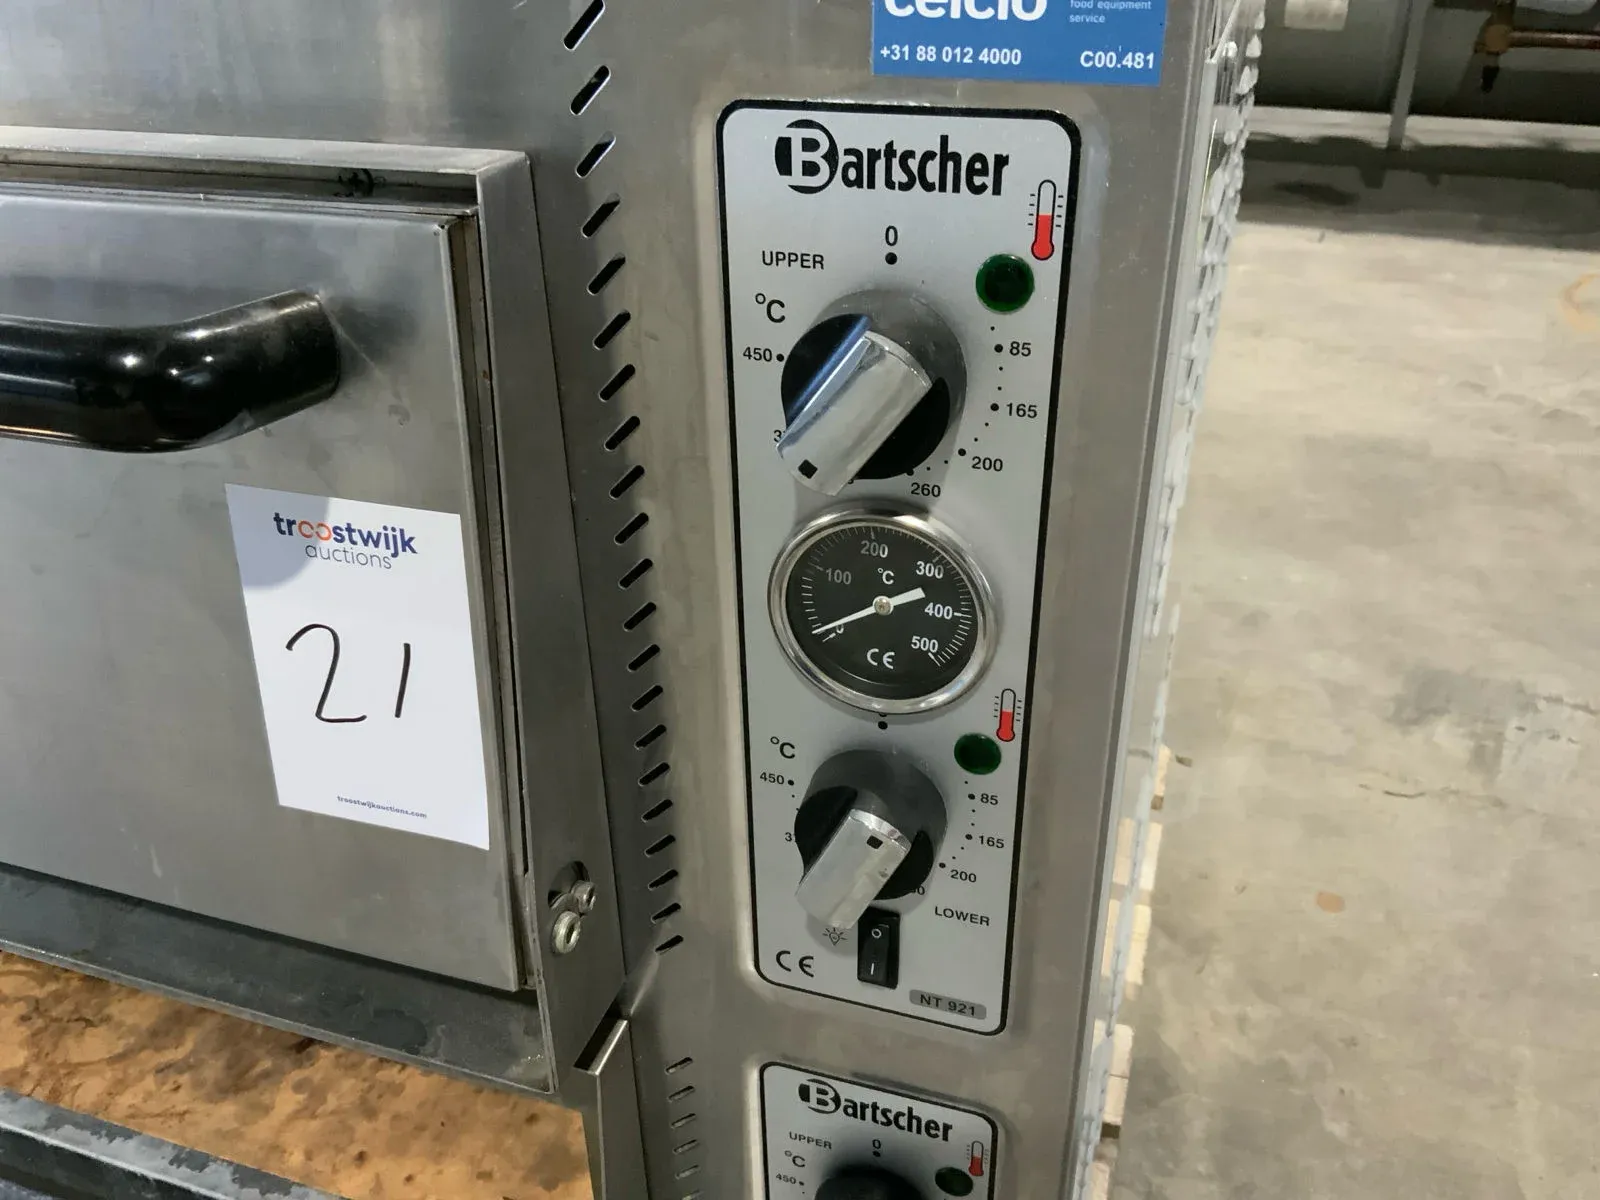 celcio
food equipment
service
+31 88 012 4000
C00.481
Bartscher
0
UPPER
°C
450
85
165
200
260
troostwijk
auctions
21
troostwijkauctions.com
200
100
°C
300
400
0
500
CE
°C
450
85
165
200
LOWER
O
I
CE
NT 921
Bartscher
0
UPPER
°C
450